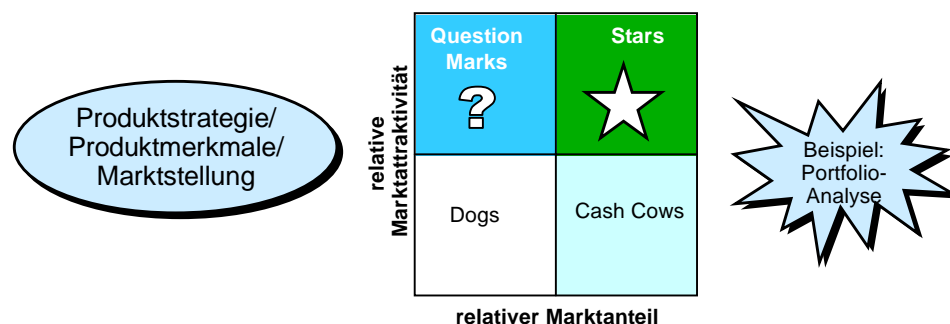 Produktstrategie/
Produktmerkmale/
Marktstellung
relative
Marktattraktivität
Question
Marks
?
Stars
Dogs
Cash Cows
relativer Marktanteil
Beispiel:
Portfolio-
Analyse